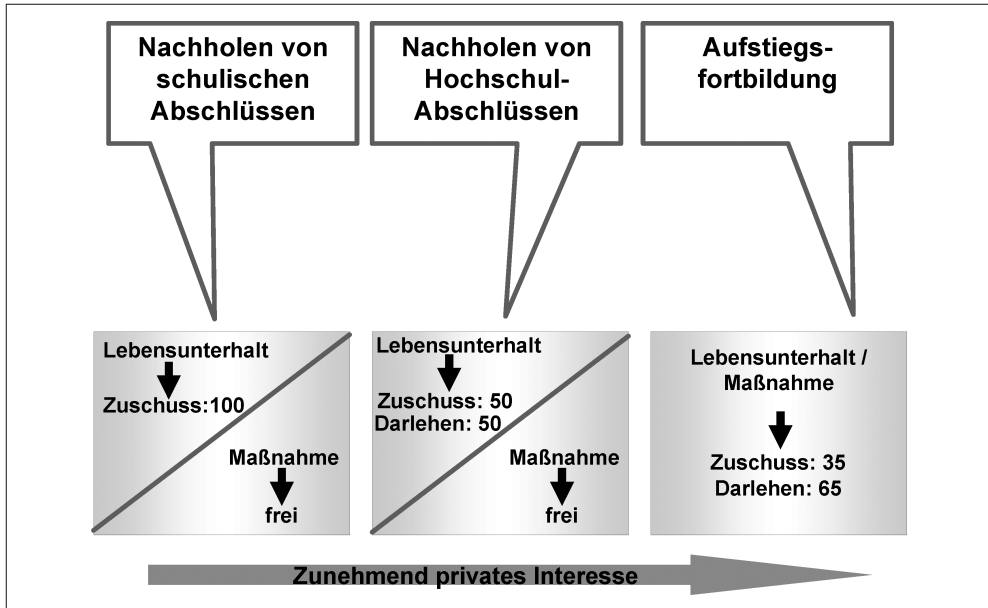 Nachholen von
schulischen
Abschlüssen
Nachholen von
Hochschul-
Abschlüssen
Aufstiegs-
fortbildung
Lebensunterhalt
Zuschuss:100
Maßnahme
frei
Lebensunterhalt
Zuschuss: 50
Darlehen: 50
Maßnahme
frei
Lebensunterhalt /
Maßnahme
Zuschuss: 35
Darlehen: 65
Zunehmend privates Interesse